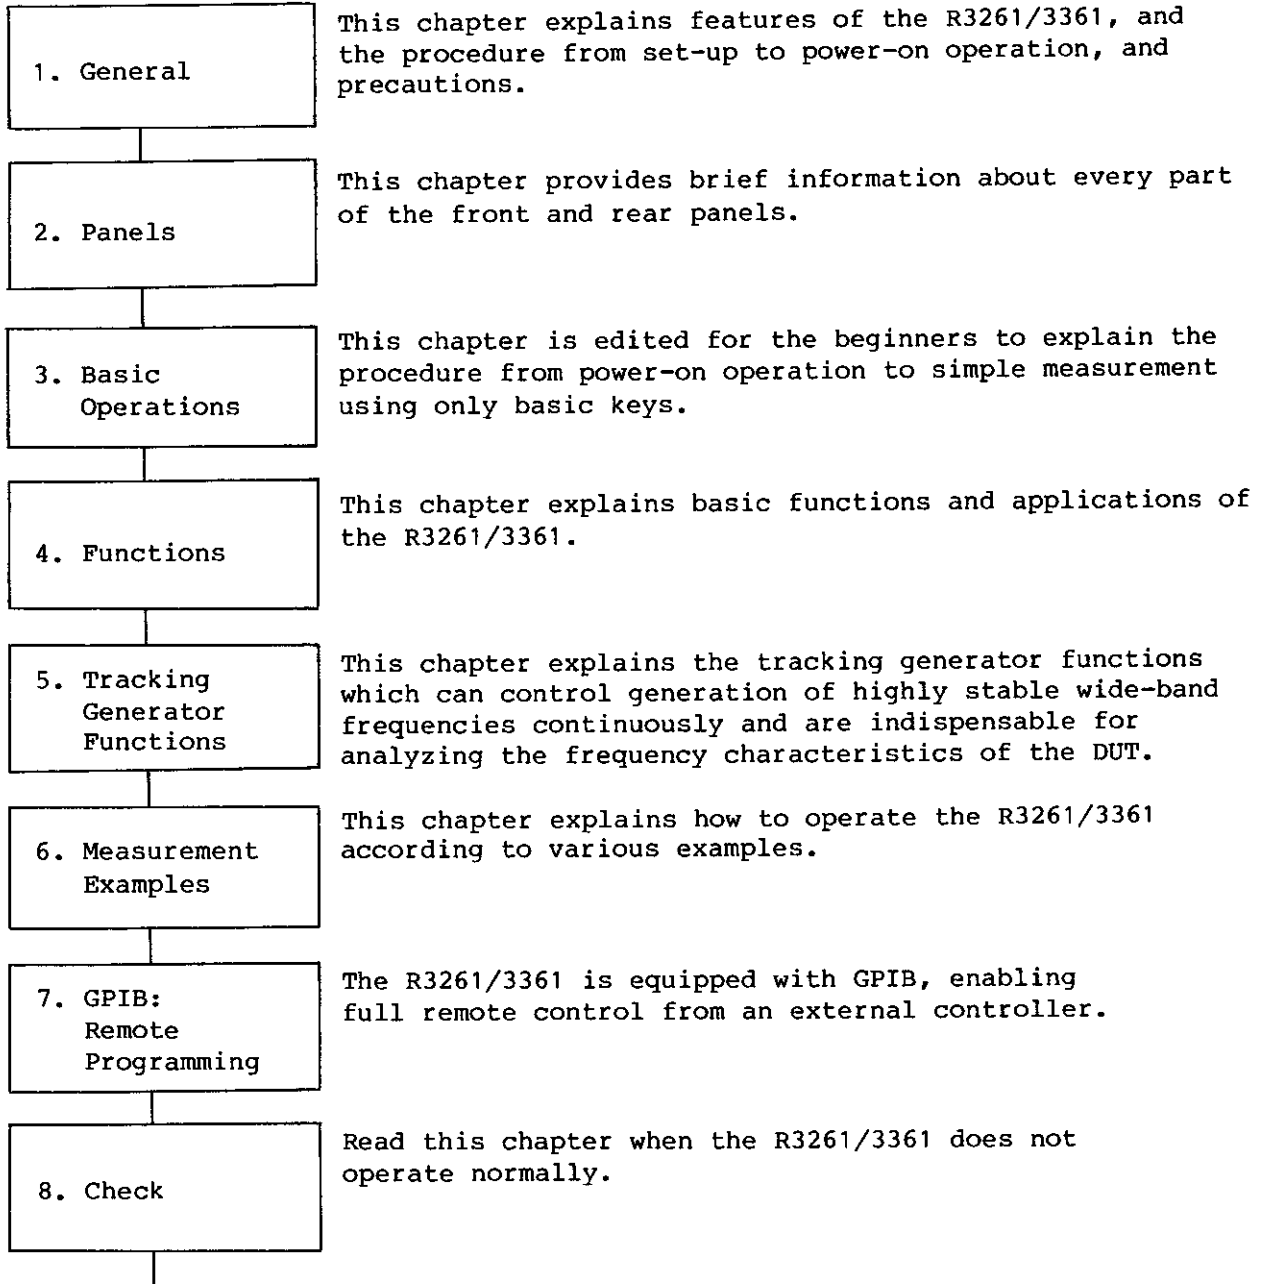 1. General
This chapter explains features of the R3261/3361, and
the procedure from set-up to power-on operation, and
precautions.
2. Panels
This chapter provides brief information about every part
of the front and rear panels.
3. Basic
Operations
This chapter is edited for the beginners to explain the
procedure from power-on operation to simple measurement
using only basic keys.
4. Functions
This chapter explains basic functions and applications of
the R3261/3361.
5. Tracking
Generator
Functions
This chapter explains the tracking generator functions
which can control generation of highly stable wide-band
frequencies continuously and are indispensable for
analyzing the frequency characteristics of the DUT.
6. Measurement
Examples
This chapter explains how to operate the R3261/3361
according to various examples.
7. GPIB:
Remote
Programming
The R3261/3361 is equipped with GPIB, enabling
full remote control from an external controller.
8. Check
Read this chapter when the R3261/3361 does not
operate normally.